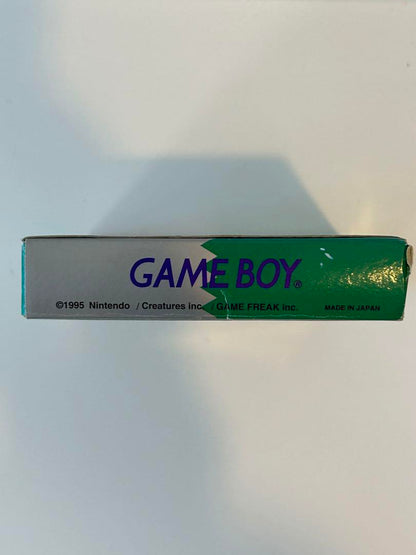 GAME BOY®
©1995 Nintendo / Creatures inc. / GAME FREAK inc. MADE IN JAPAN